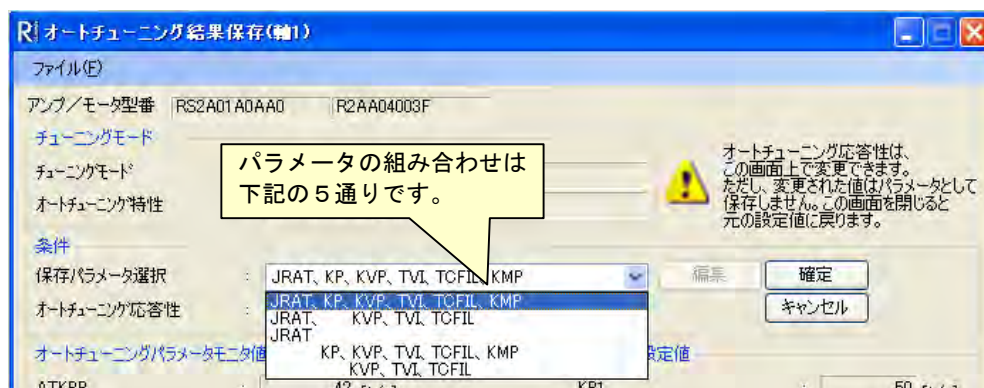 オートチューニング結果保存(軸1)
ファイル(F)
アンプ/モータ型番 RS2A01A0AA0 R2AA04003F
チューニングモード
チューニングモード
オートチューニング特性
パラメータの組み合わせは
下記の5通りです。
オートチューニング応答性は、
この画面上で変更できます。
ただし、変更された値はパラメータとして
保存しません。この画面を閉じると
元の設定値に戻ります。
条件
保存パラメータ選択 : JRAT、KP、KVP、TVI、TCFIL、KMP 編集 確定
オートチューニング応答性 : キャンセル
JRAT、KP、KVP、TVI、TCFIL、KMP
JRAT、 KVP、TVI、TCFIL
JRAT
KP、KVP、TVI、TCFIL、KMP
KVP、TVI、TCFIL
オートチューニングパラメータモニタ値 設定値